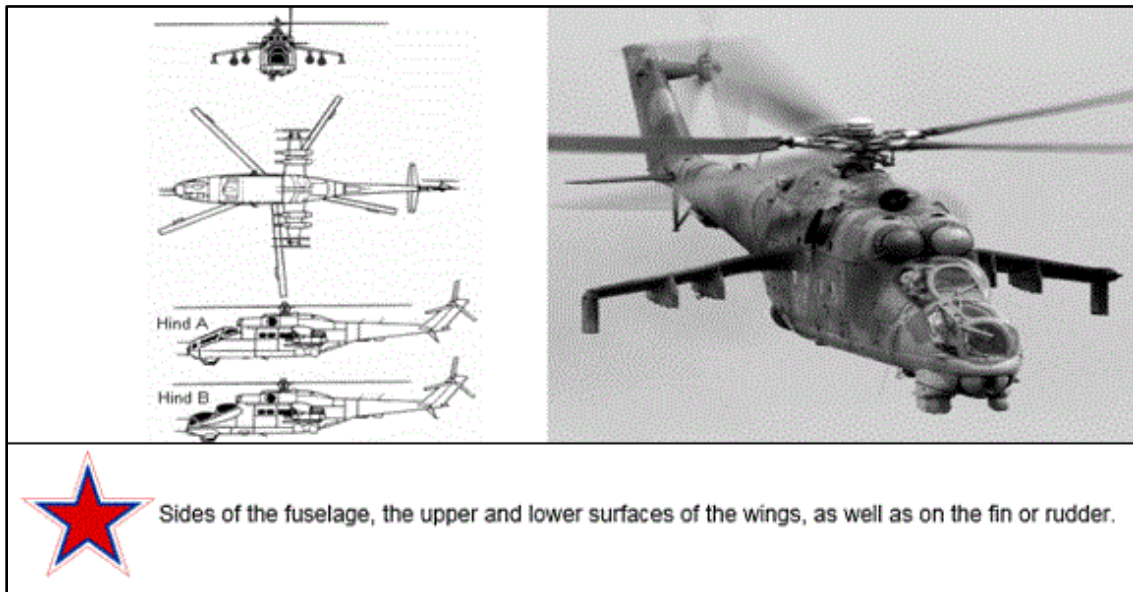 Hind A
Hind B
Sides of the fuselage, the upper and lower surfaces of the wings, as well as on the fin or rudder.